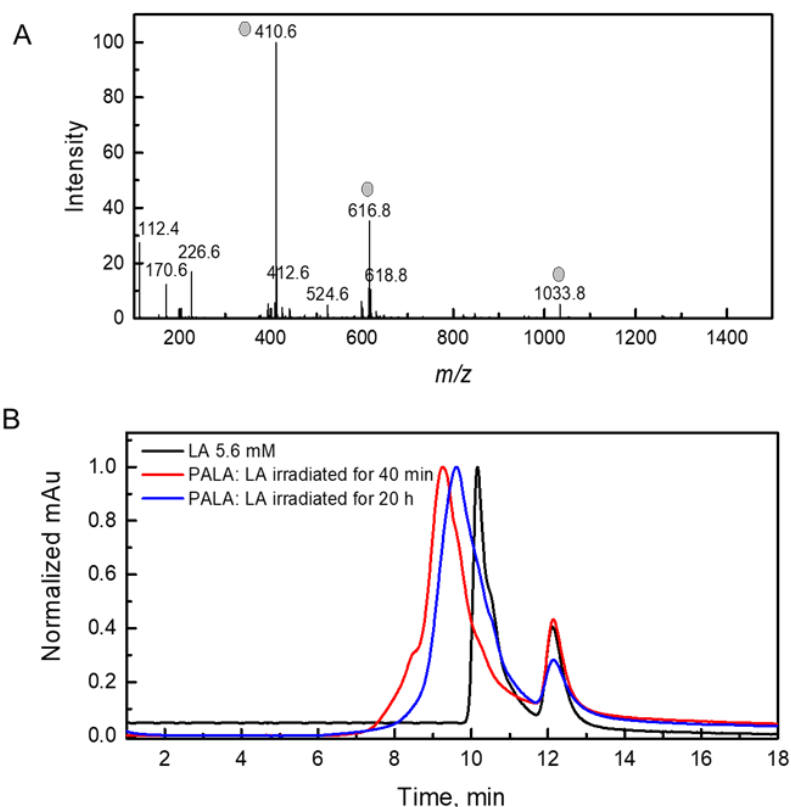 A
100
80
60
40
20
0
Intensity
410.6
616.8
112.4
170.6
226.6
412.6
618.8
524.6
1033.8
200 400 600 800 1000 1200 1400
m/z
B
LA 5.6 mM
PALA: LA irradiated for 40 min
PALA: LA irradiated for 20 h
1.0
0.8
0.6
0.4
0.2
0.0
Normalized mAu
2 4 6 8 10 12 14 16 18
Time, min